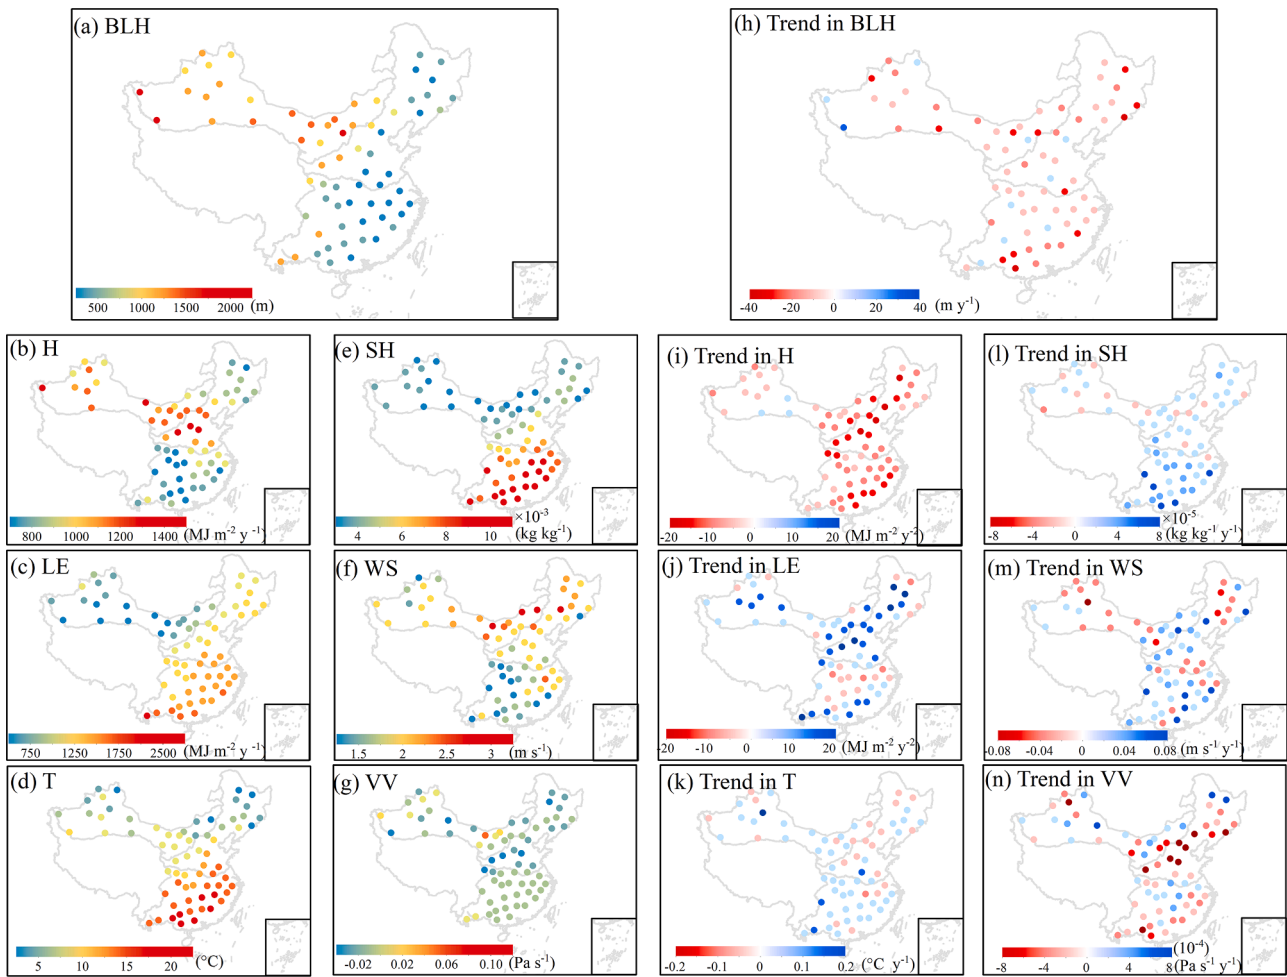 (a) BLH
500 1000 1500 2000 (m)
(h) Trend in BLH
-40 -20 0 20 40 (m y⁻¹)
(b) H
800 1000 1200 1400 (MJ m⁻² y⁻¹)
(e) SH
×10⁻³
4 6 8 10 (kg kg⁻¹)
(i) Trend in H
-20 -10 0 10 20 (MJ m⁻² y⁻²)
(l) Trend in SH
×10⁻⁵
-8 -4 0 4 8 (kg kg⁻¹ y⁻¹)
(c) LE
750 1250 1750 2500 (MJ m⁻² y⁻¹)
(f) WS
1.5 2 2.5 3 (m s⁻¹)
(j) Trend in LE
-20 -10 0 10 20 (MJ m⁻² y⁻²)
(m) Trend in WS
-0.08 -0.04 0 0.04 0.08 (m s⁻¹ y⁻¹)
(d) T
5 10 15 20 (°C)
(g) VV
-0.02 0.02 0.06 0.10 (Pa s⁻¹)
(k) Trend in T
-0.2 -0.1 0 0.1 0.2 (°C y⁻¹)
(n) Trend in VV
(10⁻⁴)
-8 -4 0 4 8 (Pa s⁻¹ y⁻¹)